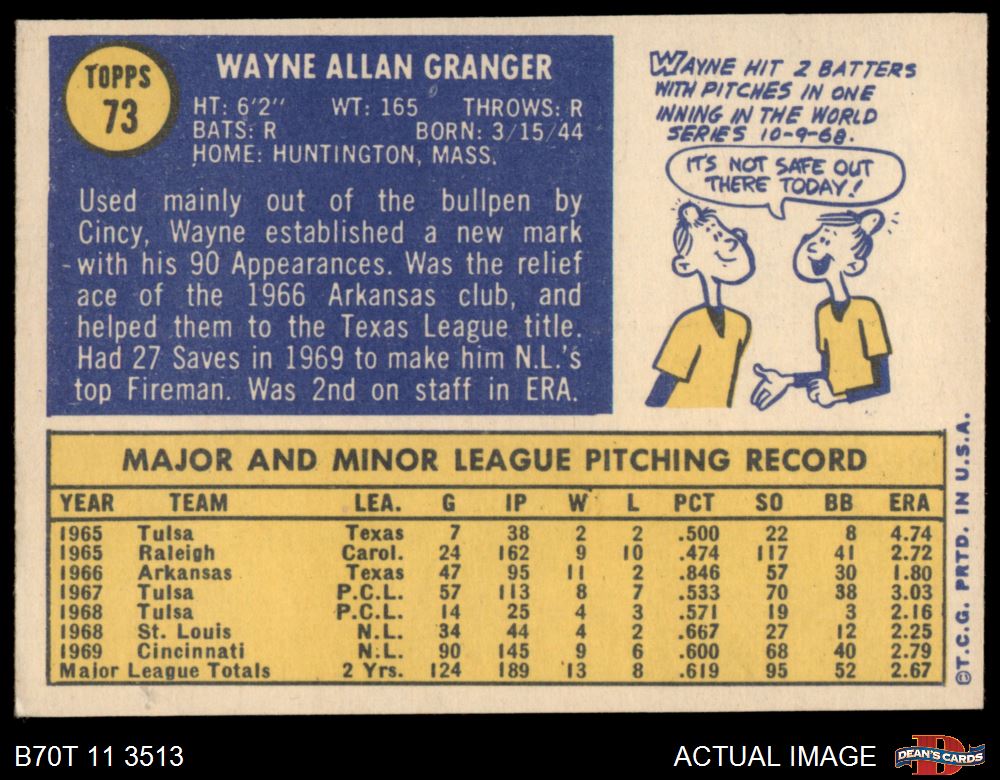 TOPPS
73
WAYNE ALLAN GRANGER
HT: 6'2" WT: 165 THROWS: R
BATS: R BORN: 3/15/44
HOME: HUNTINGTON, MASS.
Used mainly out of the bullpen by
Cincy, Wayne established a new mark
with his 90 Appearances. Was the relief
ace of the 1966 Arkansas club, and
helped them to the Texas League title.
Had 27 Saves in 1969 to make him N.L.'s
top Fireman. Was 2nd on staff in ERA.
WAYNE HIT 2 BATTERS
WITH PITCHES IN ONE
INNING IN THE WORLD
SERIES 10-9-68.
IT'S NOT SAFE OUT
THERE TODAY!
MAJOR AND MINOR LEAGUE PITCHING RECORD
YEAR TEAM LEA. G IP W L PCT SO BB ERA
1965 Tulsa Texas 7 38 2 2 .500 22 8 4.74
1965 Raleigh Carol. 24 162 9 10 .474 117 41 2.72
1966 Arkansas Texas 47 95 11 2 .846 57 30 1.80
1967 Tulsa P.C.L. 57 113 8 7 .533 70 38 3.03
1968 Tulsa P.C.L. 14 25 4 3 .571 19 3 2.16
1968 St. Louis N.L. 34 44 4 2 .667 27 12 2.25
1969 Cincinnati N.L. 90 145 9 6 .600 68 40 2.79
Major League Totals 2 Yrs. 124 189 13 8 .619 95 52 2.67
©T.C.G. PRTD. IN U.S.A.
B70T 11 3513
ACTUAL IMAGE
DEAN'S CARDS